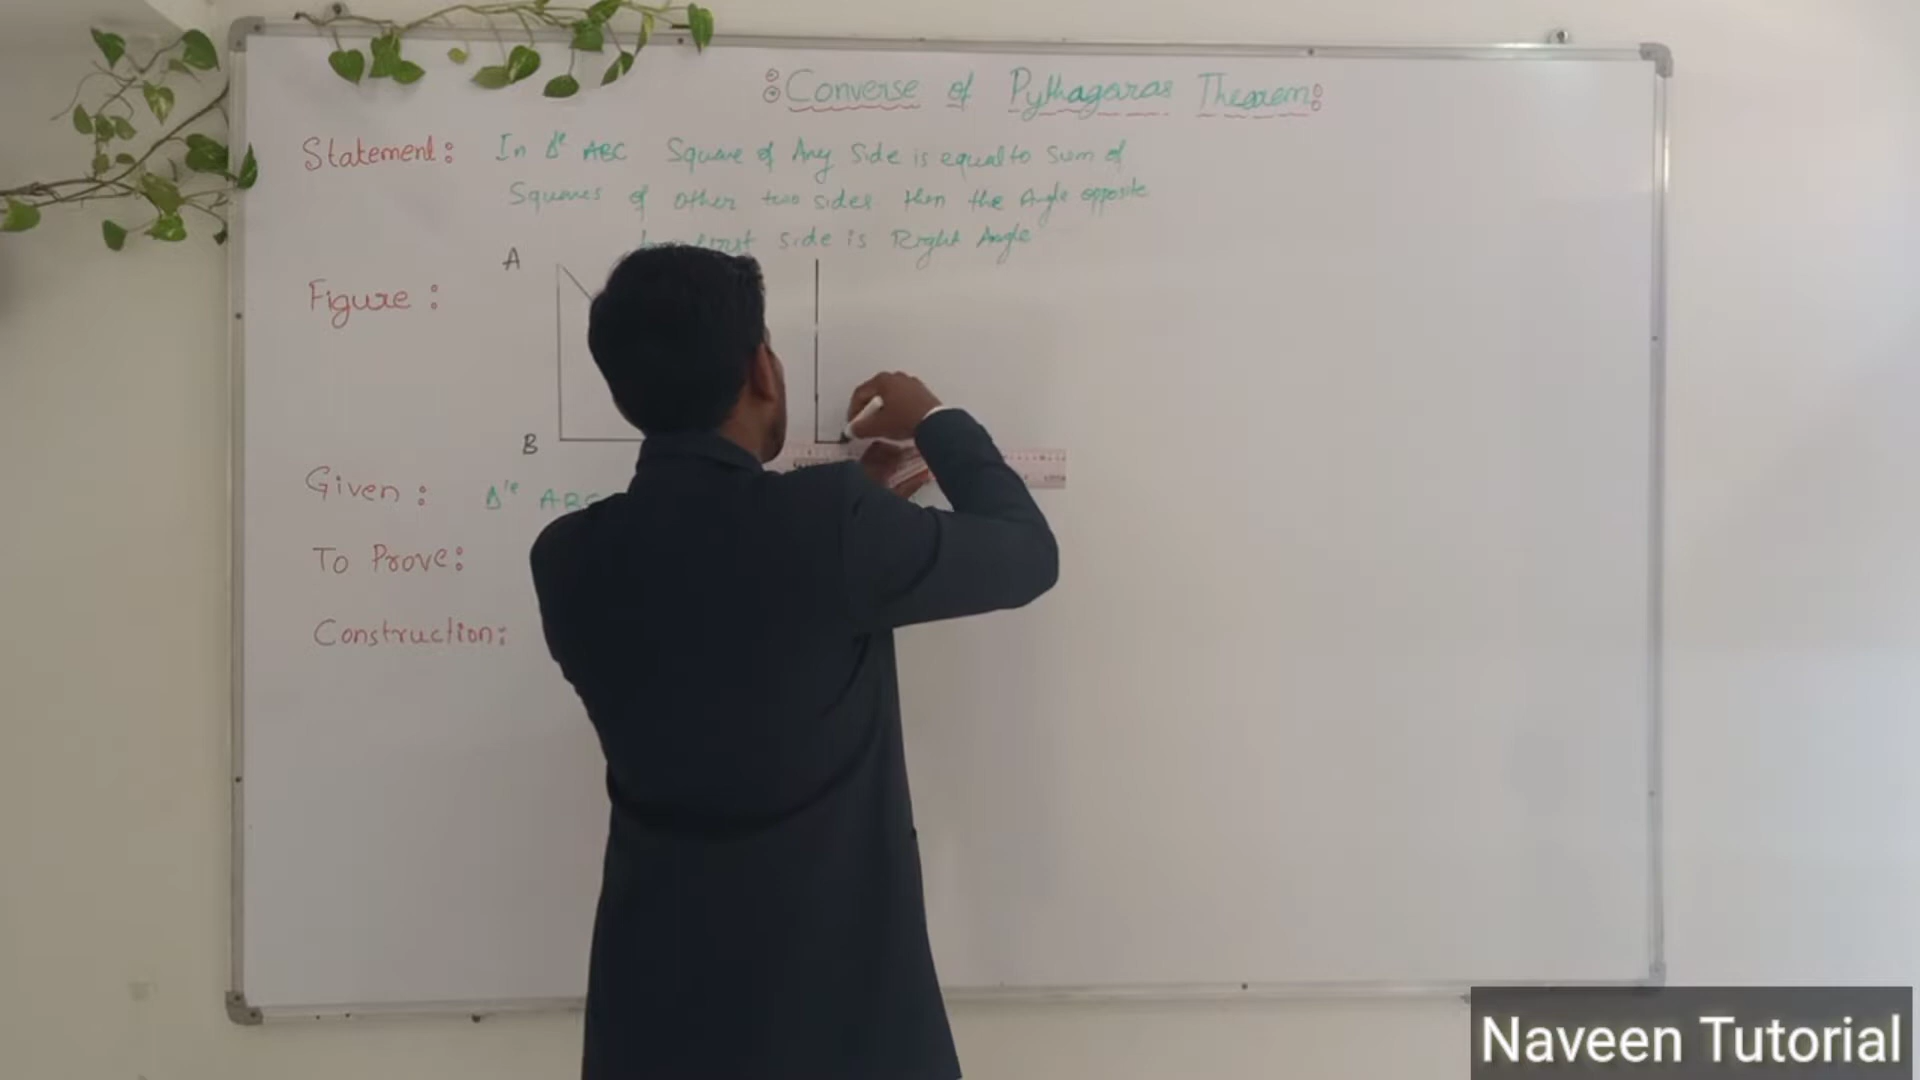 Converse of Pythagoras Theorem:
Statement: In Δle ABC Square of Any Side is equal to Sum of
Squares of other two sides then the Angle opposite
first side is Right Angle
A
Figure :
B
Given : Δle ABC
To Prove:
Construction:
Naveen Tutorial